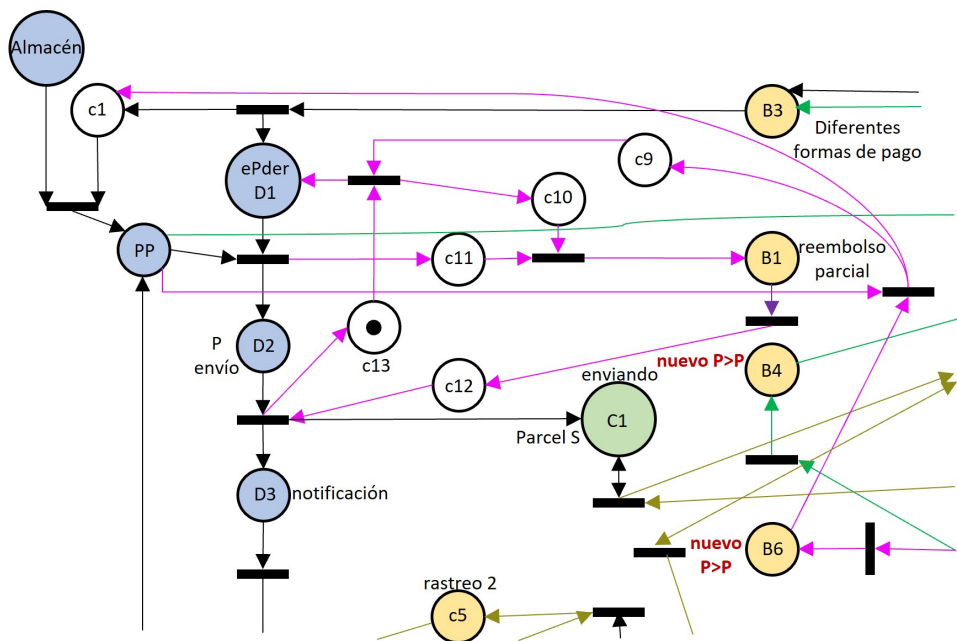 Almacén
c1
B3
Diferentes
formas de pago
c9
ePder
D1
c10
PP
c11
B1
reembolso
parcial
P
envío
D2
c13
nuevo P>P
B4
enviando
c12
C1
Parcel S
D3
notificación
nuevo
P>P
B6
rastreo 2
c5